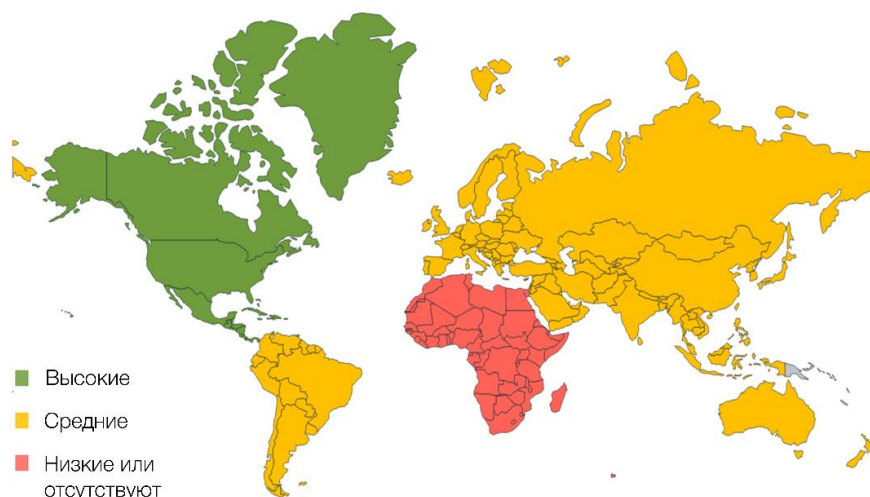 Высокие
Средние
Низкие или
отсутствуют